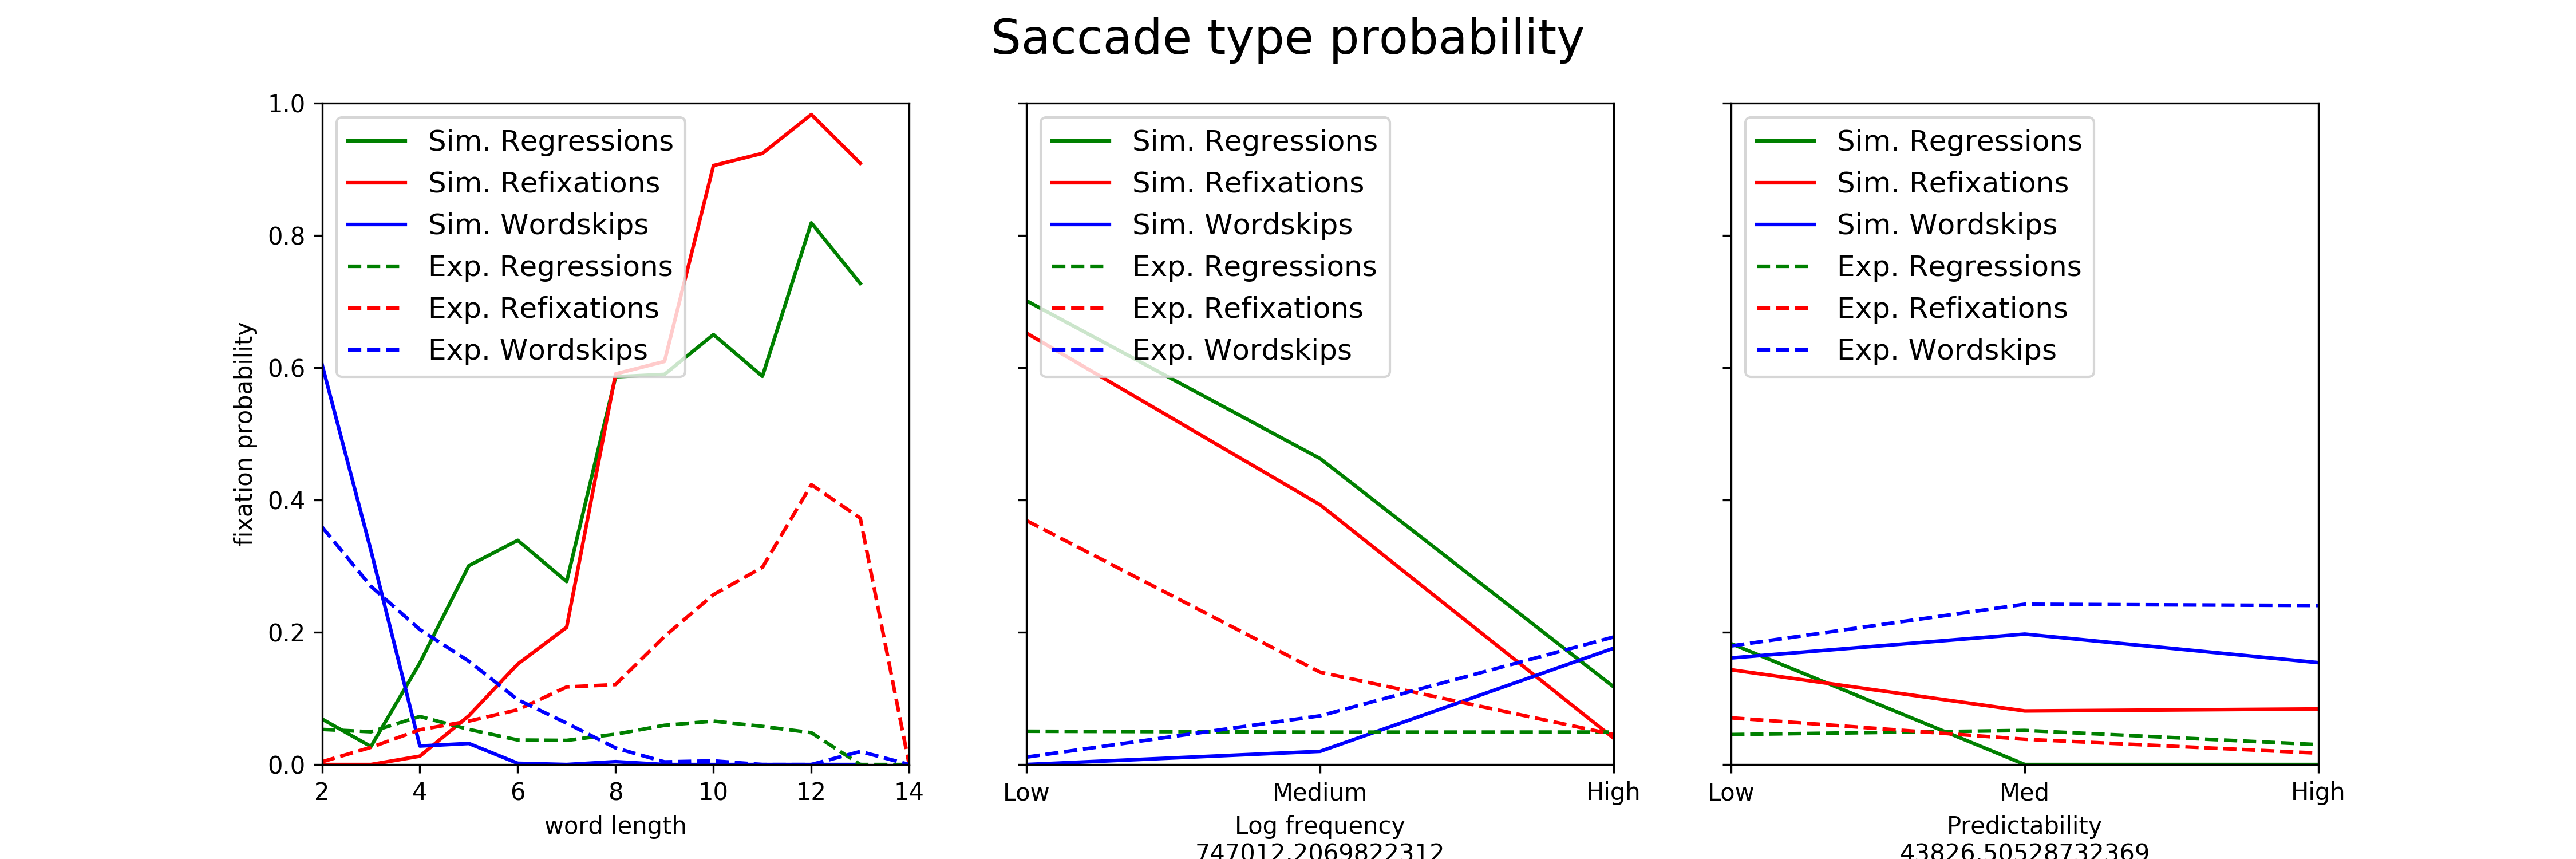 Saccade type probability
1.0
0.8
0.6
0.4
0.2
0.0
fixation probability
Sim. Regressions
Sim. Refixations
Sim. Wordskips
Exp. Regressions
Exp. Refixations
Exp. Wordskips
2 4 6 8 10 12 14
word length
Sim. Regressions
Sim. Refixations
Sim. Wordskips
Exp. Regressions
Exp. Refixations
Exp. Wordskips
Low Medium High
Log frequency
747012.2069822312
Sim. Regressions
Sim. Refixations
Sim. Wordskips
Exp. Regressions
Exp. Refixations
Exp. Wordskips
Low Med High
Predictability
43826.50528732369